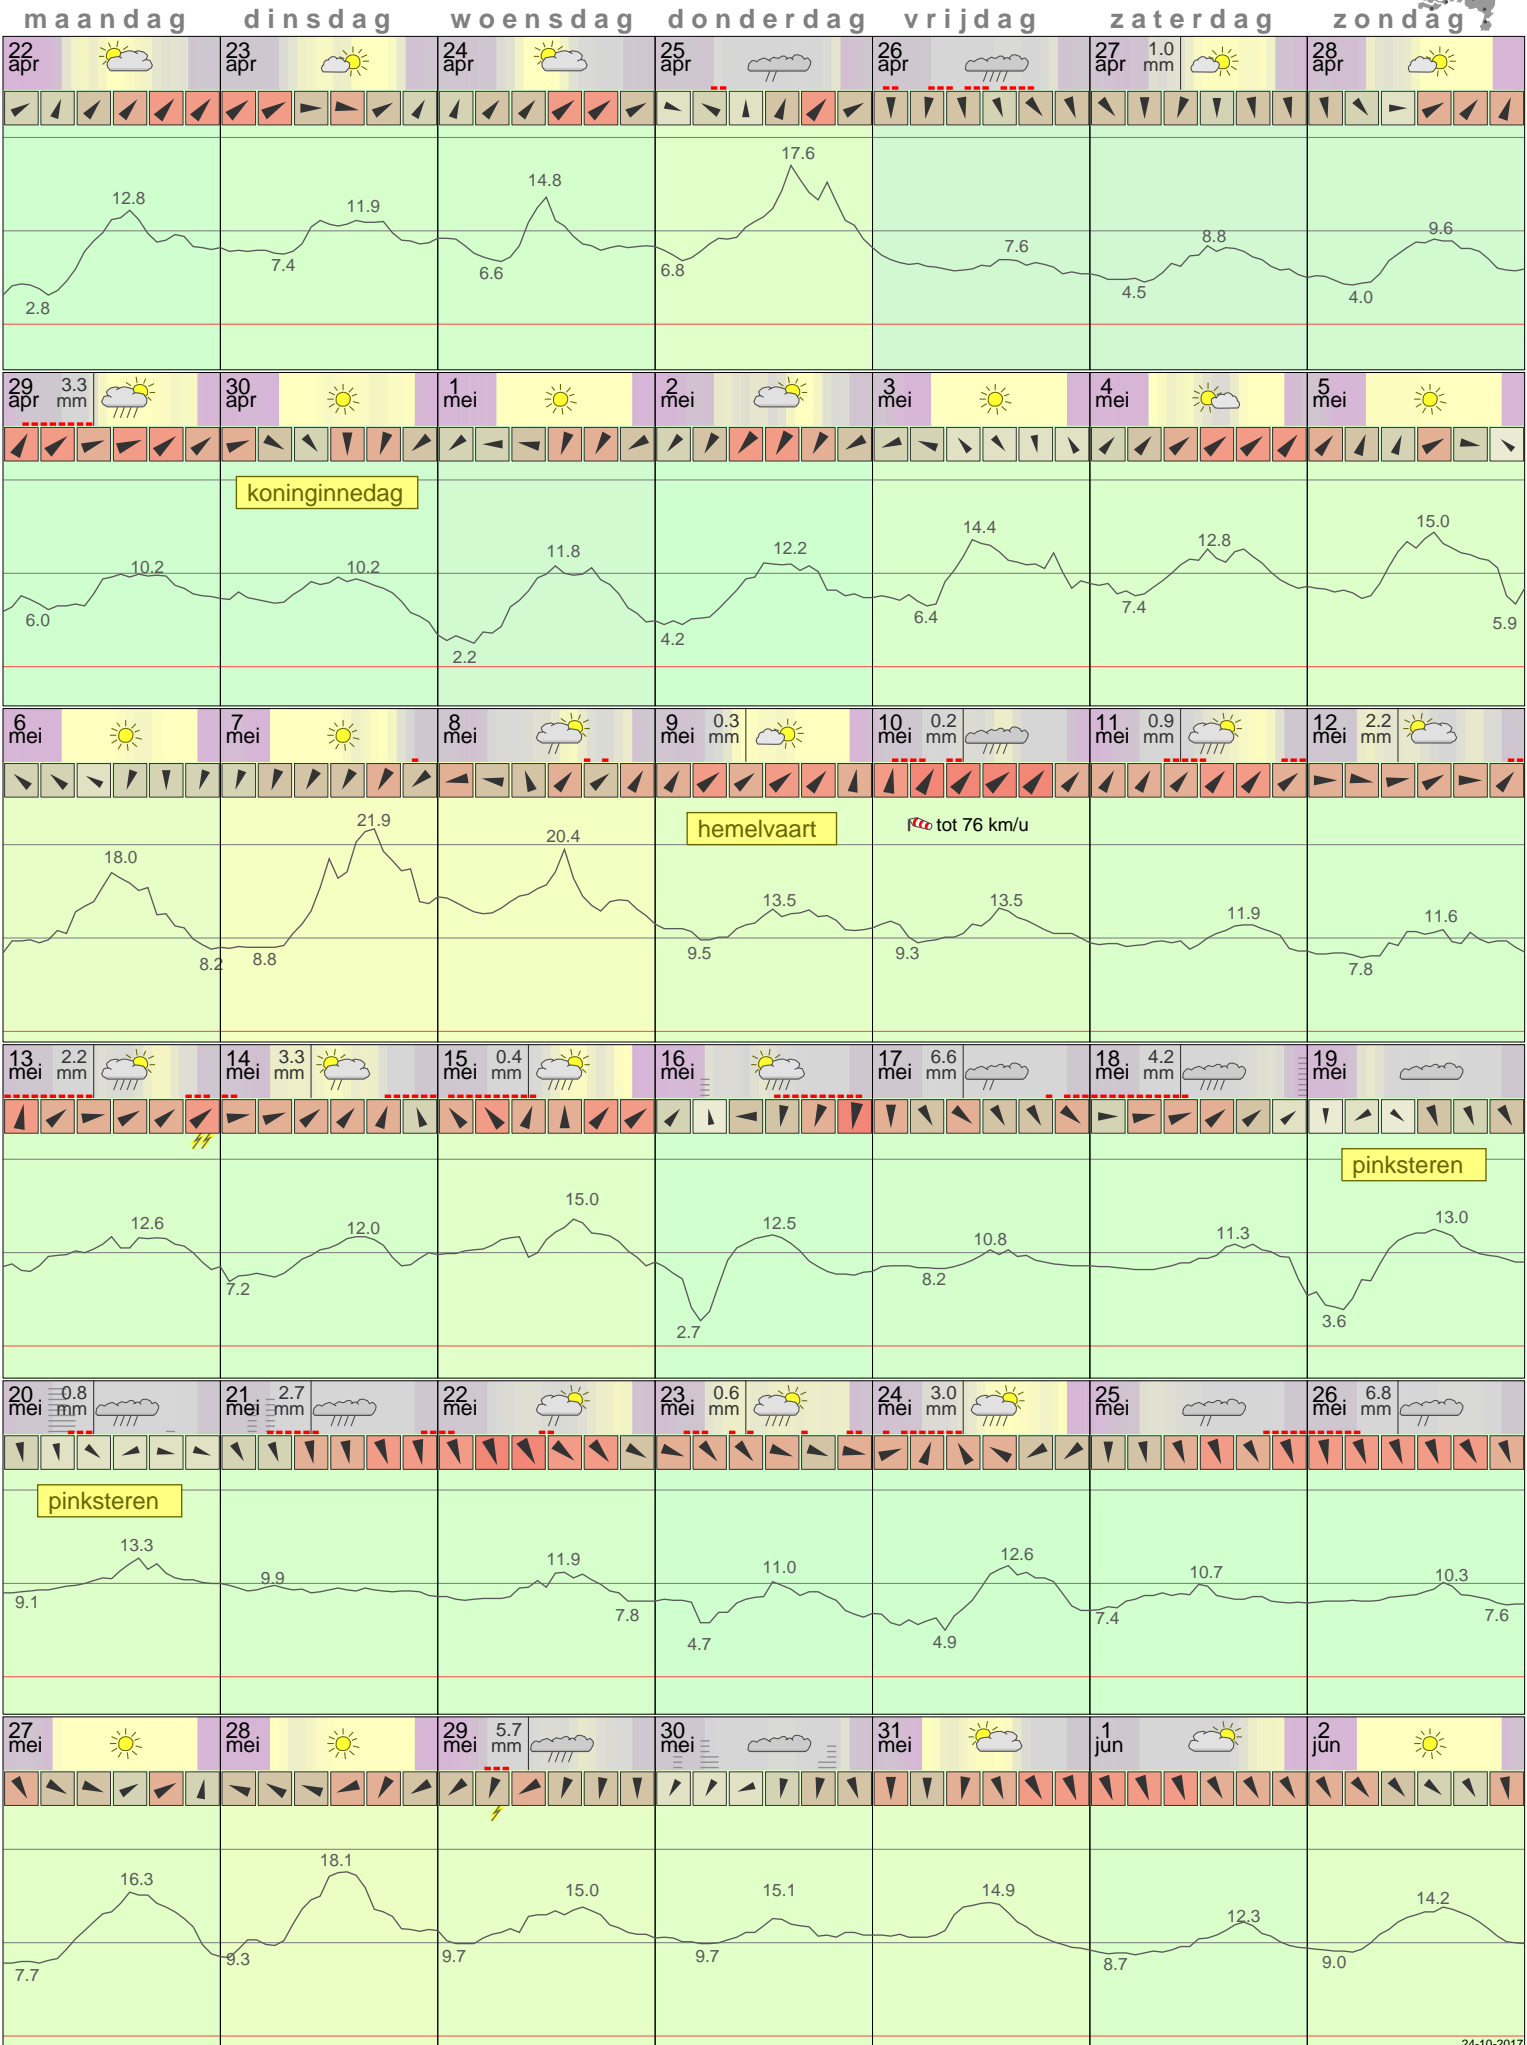 maandag dinsdag woensdag donderdag vrijdag zaterdag zondag
22 apr 23 apr 24 apr 25 apr 26 apr 27 apr 1.0 mm 28 apr
12.8 11.9 14.8 17.6 7.6 8.8 9.6
2.8 7.4 6.6 6.8 4.5 4.0
29 apr 3.3 mm 30 apr 1 mei 2 mei 3 mei 4 mei 5 mei
koninginnedag
10.2 10.2 11.8 12.2 14.4 12.8 15.0
6.0 2.2 4.2 6.4 7.4 5.9
6 mei 7 mei 8 mei 9 mei 0.3 mm 10 mei 0.2 mm 11 mei 0.9 mm 12 mei 2.2 mm
hemelvaart tot 76 km/u
18.0 21.9 20.4 13.5 13.5 11.9 11.6
8.2 8.8 9.5 9.3 7.8
13 mei 2.2 mm 14 mei 3.3 mm 15 mei 0.4 mm 16 mei 17 mei 6.6 mm 18 mei 4.2 mm 19 mei
pinksteren
12.6 12.0 15.0 12.5 10.8 11.3 13.0
7.2 2.7 8.2 3.6
20 mei 0.8 mm 21 mei 2.7 mm 22 mei 23 mei 0.6 mm 24 mei 3.0 mm 25 mei 26 mei 6.8 mm
pinksteren
13.3 9.9 11.9 11.0 12.6 10.7 10.3
9.1 7.8 4.7 4.9 7.4 7.6
27 mei 28 mei 29 mei 5.7 mm 30 mei 31 mei 1 jun 2 jun
16.3 18.1 15.0 15.1 14.9 12.3 14.2
7.7 9.3 9.7 9.7 8.7 9.0
24-10-2017